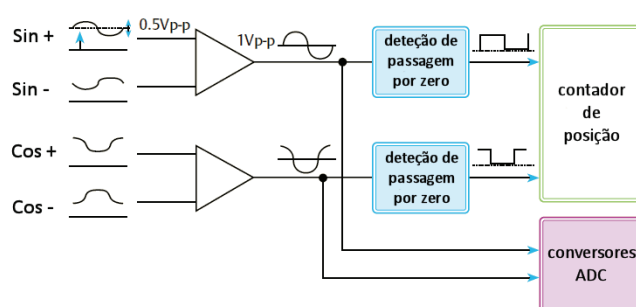 Sin +
0.5Vp-p
1Vp-p
deteção de
passagem
por zero
contador
de
posição
Sin -
Cos +
deteção de
passagem
por zero
Cos -
conversores
ADC